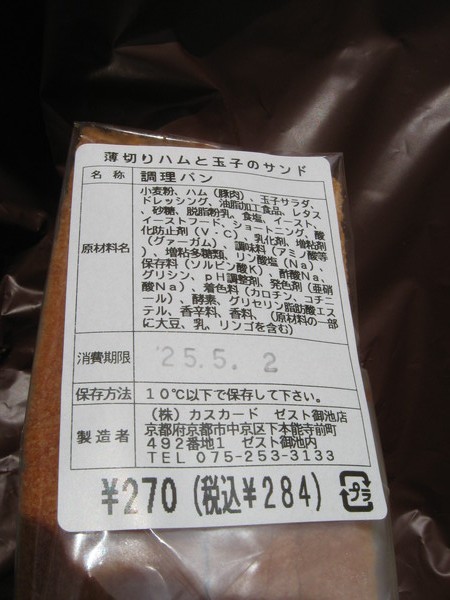 薄切りハムと玉子のサンド
名 称 調理パン
原材料名
小麦粉、ハム（豚肉）、玉子サラダ、
ドレッシング、油脂加工食品、レタス
、砂糖、脱脂粉乳、食塩、イースト、
イーストフード、ショートニング、酸
化防止剤（V．C）、乳化剤、増粘剤
（グァーガム）、調味料（アミノ酸等
）、増粘多糖類、リン酸塩（Na）、
保存料（ソルビン酸K）、酢酸Na、
グリシン、pH調整剤、発色剤（亜硝
酸Na）、着色料（カロチン、コチニ
ール）、酵素、グリセリン脂肪酸エス
テル、香辛料、香料、（原材料の一部
に大豆、乳、リンゴを含む）
消費期限 '25.5.2
保存方法 10℃以下で保存して下さい。
製造者
（株）カスカード ゼスト御池店
京都府京都市中京区下本能寺前町
492番地1 ゼスト御池内
TEL 075-253-3133
¥270（税込¥284）
プラ